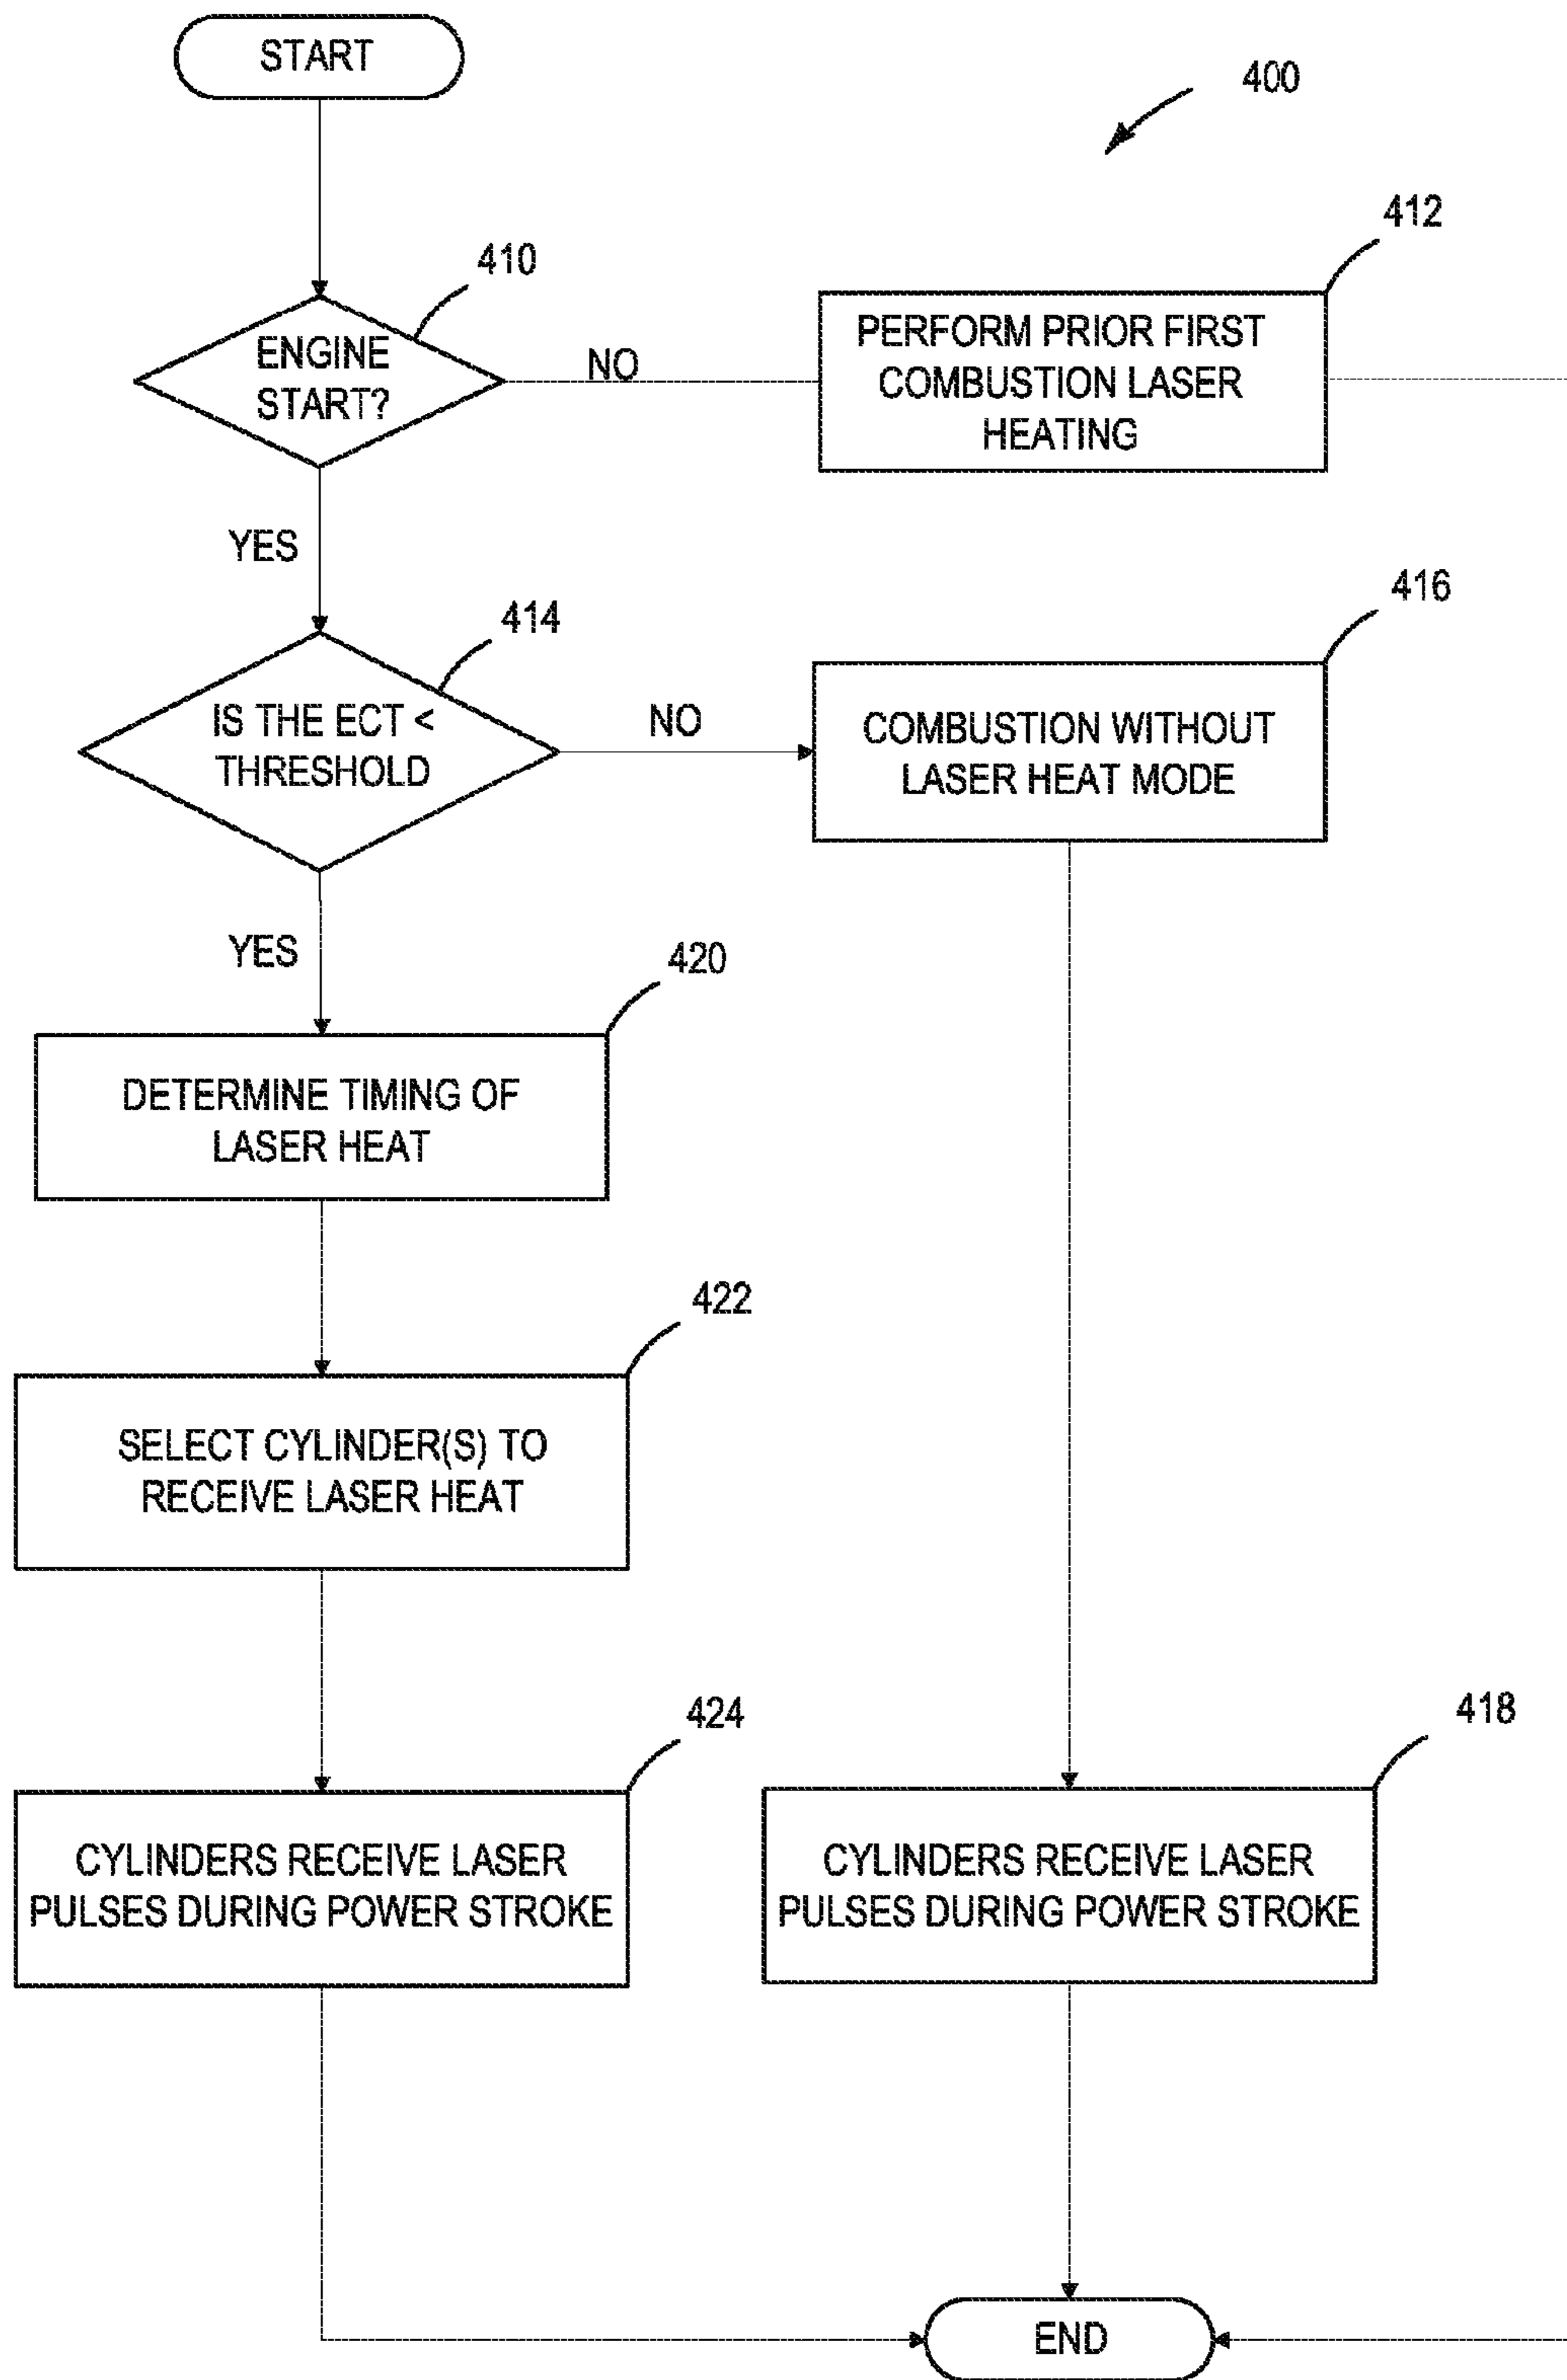 START
400
410
412
ENGINE
START?
NO
PERFORM PRIOR FIRST
COMBUSTION LASER
HEATING
YES
414
416
IS THE ECT <
THRESHOLD
NO
COMBUSTION WITHOUT
LASER HEAT MODE
YES
420
DETERMINE TIMING OF
LASER HEAT
422
SELECT CYLINDER(S) TO
RECEIVE LASER HEAT
424
418
CYLINDERS RECEIVE LASER
PULSES DURING POWER STROKE
CYLINDERS RECEIVE LASER
PULSES DURING POWER STROKE
END